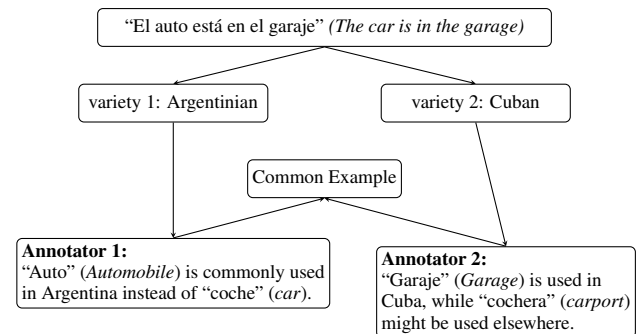 “El auto está en el garaje” (The car is in the garage)
variety 1: Argentinian
variety 2: Cuban
Common Example
Annotator 1:
“Auto” (Automobile) is commonly used
in Argentina instead of “coche” (car).
Annotator 2:
“Garaje” (Garage) is used in
Cuba, while “cochera” (carport)
might be used elsewhere.